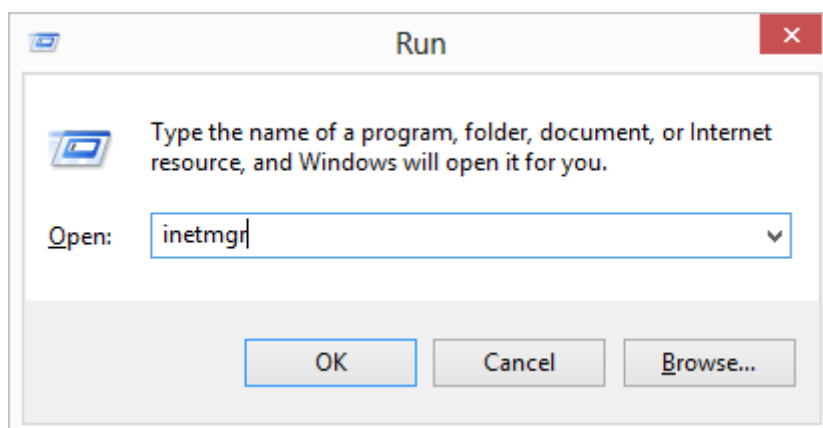 Run
Type the name of a program, folder, document, or Internet
resource, and Windows will open it for you.
Open: inetmgr
OK Cancel Browse...